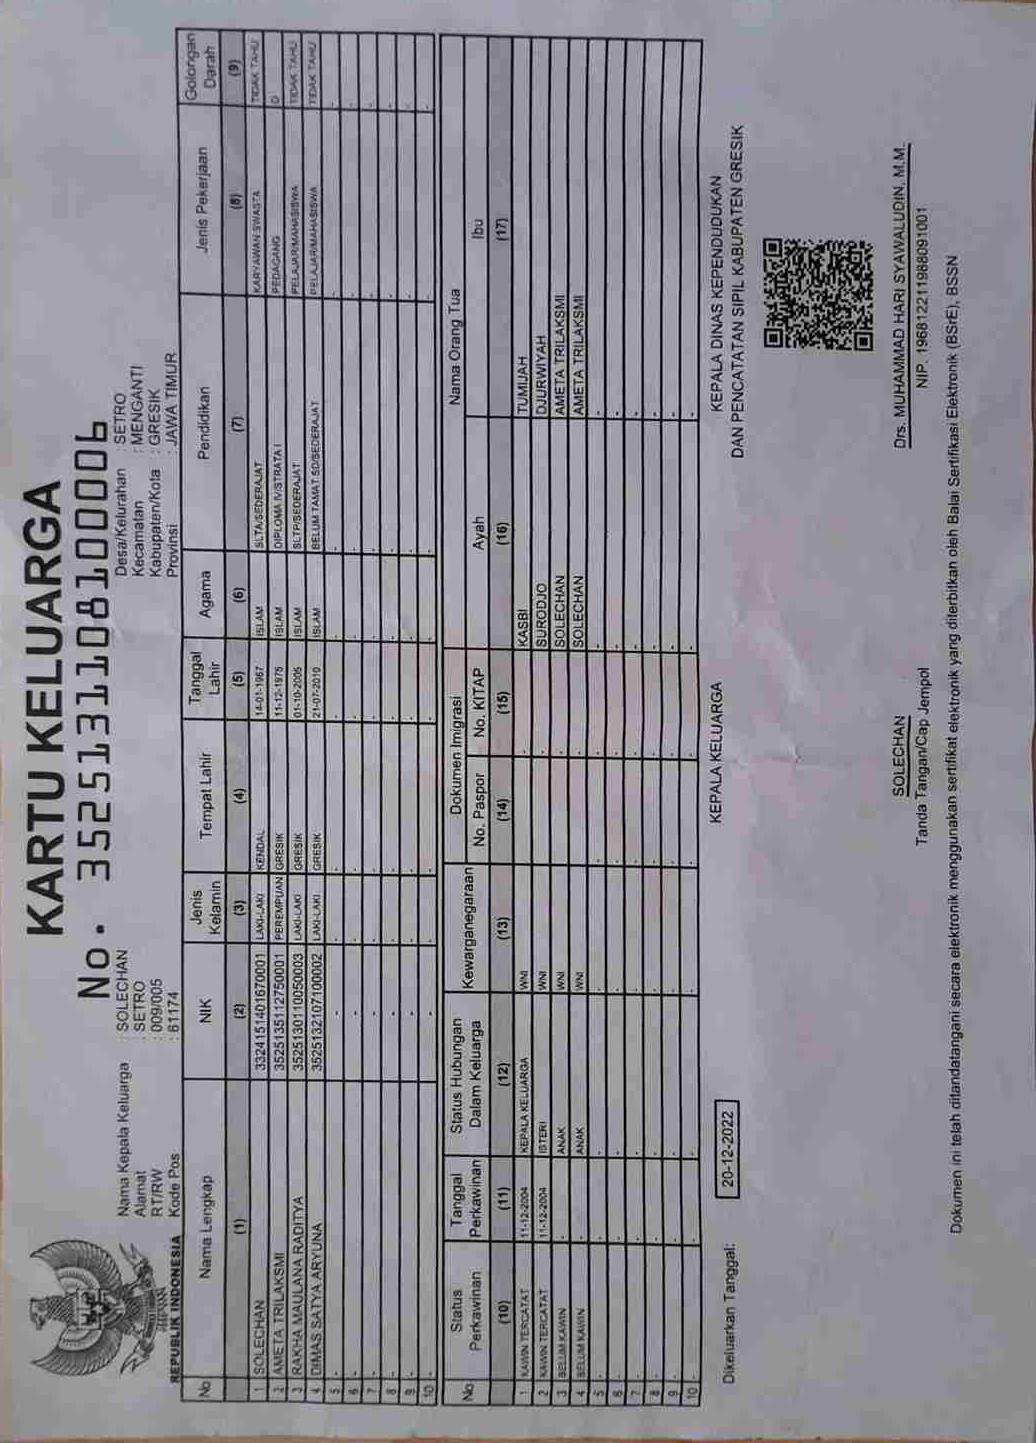 KARTU KELUARGA
No. 3525131108100006
REPUBLIK INDONESIA
Nama Kepala Keluarga : SOLECHAN
Alamat : SETRO
RT/RW : 009/005
Kode Pos : 61174
Desa/Kelurahan : SETRO
Kecamatan : MENGANTI
Kabupaten/Kota : GRESIK
Provinsi : JAWA TIMUR
No Nama Lengkap NIK Jenis Kelamin Tempat Lahir Tanggal Lahir Agama Pendidikan Jenis Pekerjaan Golongan Darah
(1) (2) (3) (4) (5) (6) (7) (8) (9)
1 SOLECHAN 3324151401670001 LAKI-LAKI KENDAL 14-01-1967 ISLAM SLTA/SEDERAJAT KARYAWAN SWASTA TIDAK TAHU
2 AMETA TRILAKSMI 3525135112750001 PEREMPUAN GRESIK 11-12-1975 ISLAM DIPLOMA IV/STRATA I PEDAGANG O
3 RAKHA MAULANA RADITYA 3525130110050003 LAKI-LAKI GRESIK 01-10-2005 ISLAM SLTP/SEDERAJAT PELAJAR/MAHASISWA TIDAK TAHU
4 DIMAS SATYA ARYUNA 3525132107100002 LAKI-LAKI GRESIK 21-07-2010 ISLAM BELUM TAMAT SD/SEDERAJAT PELAJAR/MAHASISWA TIDAK TAHU
5 - - - - - - - - -
6 - - - - - - - - -
7 - - - - - - - - -
8 - - - - - - - - -
9 - - - - - - - - -
10 - - - - - - - - -
No Status Perkawinan Tanggal Perkawinan Status Hubungan Dalam Keluarga Kewarganegaraan Dokumen Imigrasi Nama Orang Tua
No. Paspor No. KITAP Ayah Ibu
(10) (11) (12) (13) (14) (15) (16) (17)
1 KAWIN TERCATAT 11-12-2004 KEPALA KELUARGA WNI - - KASBI TUMIJAH
2 KAWIN TERCATAT 11-12-2004 ISTERI WNI - - SURODJO DJURWIYAH
3 BELUM KAWIN - ANAK WNI - - SOLECHAN AMETA TRILAKSMI
4 BELUM KAWIN - ANAK WNI - - SOLECHAN AMETA TRILAKSMI
5 - - - - - - - -
6 - - - - - - - -
7 - - - - - - - -
8 - - - - - - - -
9 - - - - - - - -
10 - - - - - - - -
Dikeluarkan Tanggal: 20-12-2022
KEPALA KELUARGA
SOLECHAN
Tanda Tangan/Cap Jempol
KEPALA DINAS KEPENDUDUKAN
DAN PENCATATAN SIPIL KABUPATEN GRESIK
Drs. MUHAMMAD HARI SYAWALUDIN, M.M.
NIP. 196812211988091001
Dokumen ini telah ditandatangani secara elektronik menggunakan sertifikat elektronik yang diterbitkan oleh Balai Sertifikasi Elektronik (BSrE), BSSN